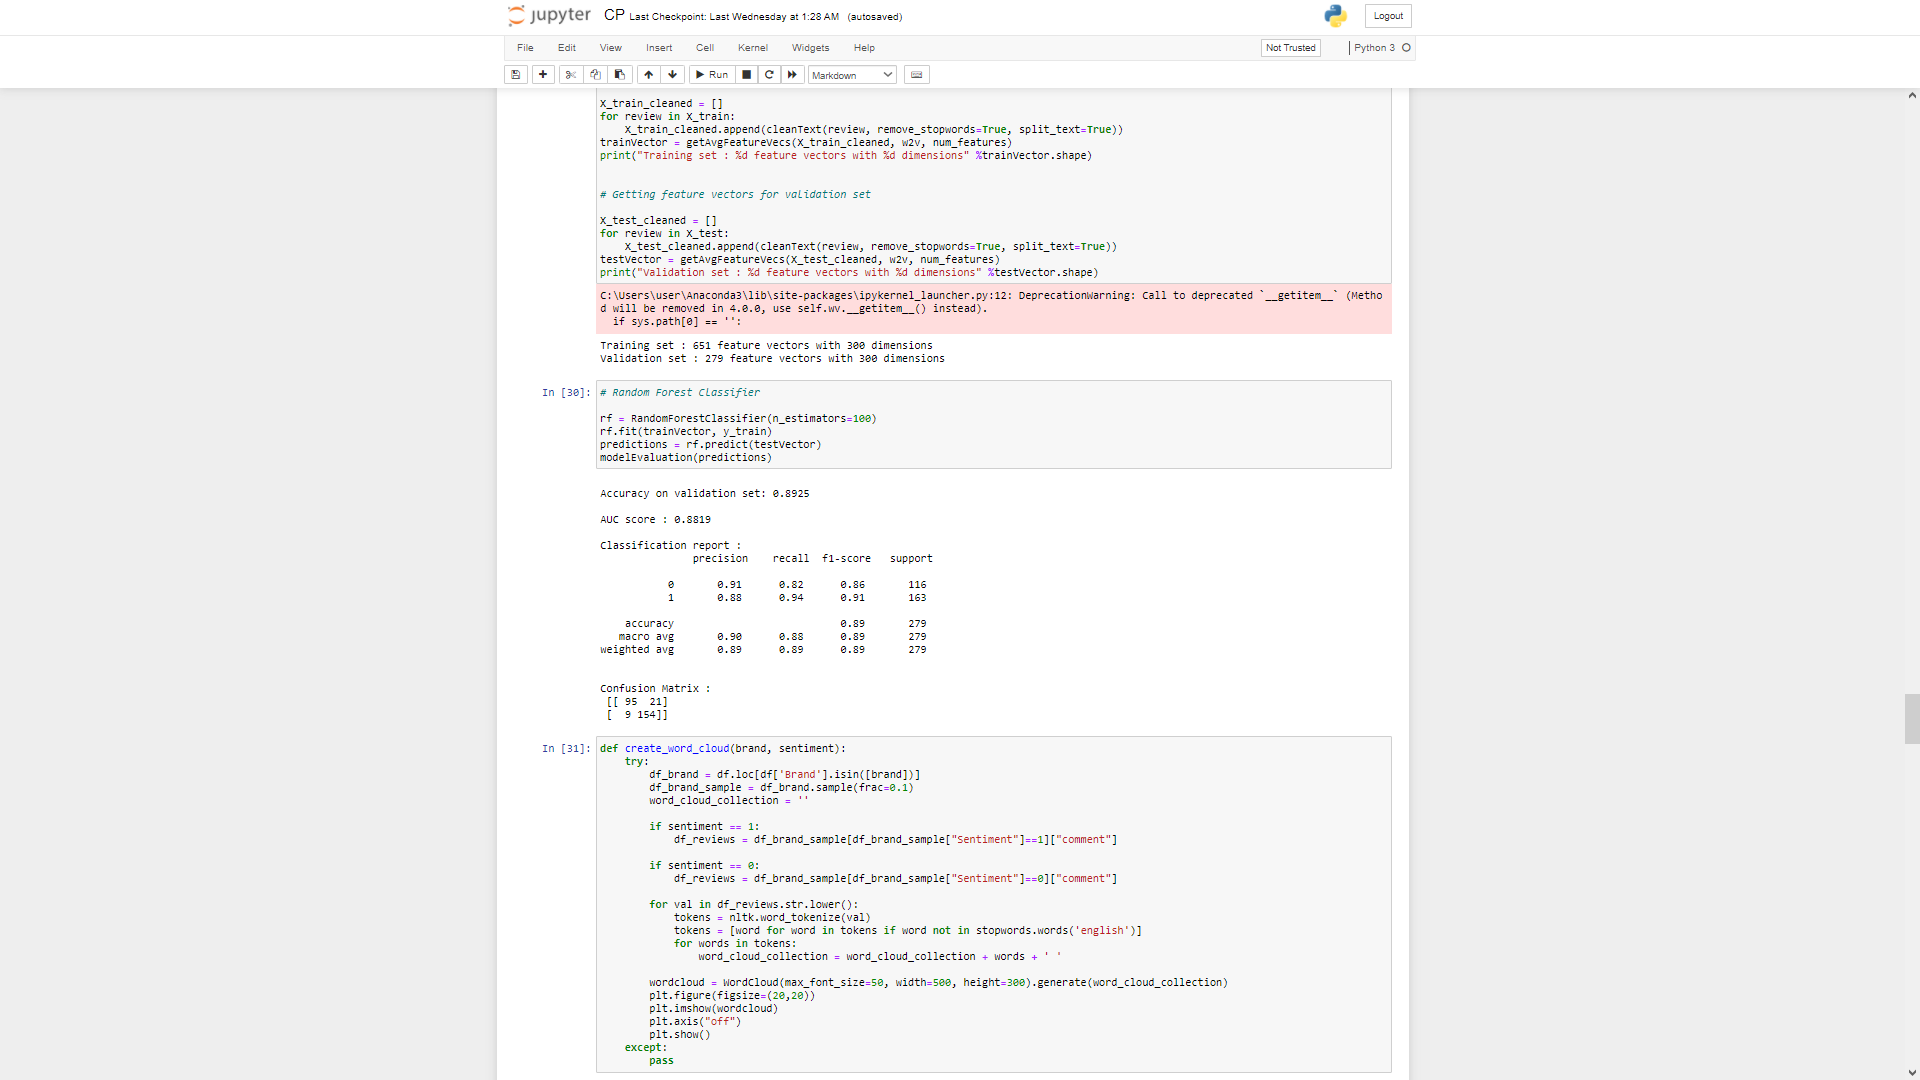 jupyter CP Last Checkpoint: Last Wednesday at 1:28 AM (autosaved) Logout
File Edit View Insert Cell Kernel Widgets Help Not Trusted Python 3
Run Markdown
X_train_cleaned = []
for review in X_train:
    X_train_cleaned.append(cleanText(review, remove_stopwords=True, split_text=True))
trainVector = getAvgFeatureVecs(X_train_cleaned, w2v, num_features)
print("Training set : %d feature vectors with %d dimensions" %trainVector.shape)
# Getting feature vectors for validation set
X_test_cleaned = []
for review in X_test:
    X_test_cleaned.append(cleanText(review, remove_stopwords=True, split_text=True))
testVector = getAvgFeatureVecs(X_test_cleaned, w2v, num_features)
print("Validation set : %d feature vectors with %d dimensions" %testVector.shape)
C:\Users\user\Anaconda3\lib\site-packages\ipykernel_launcher.py:12: DeprecationWarning: Call to deprecated `__getitem__` (Metho
d will be removed in 4.0.0, use self.wv.__getitem__() instead).
  if sys.path[0] == '':
Training set : 651 feature vectors with 300 dimensions
Validation set : 279 feature vectors with 300 dimensions
In [30]: # Random Forest Classifier
rf = RandomForestClassifier(n_estimators=100)
rf.fit(trainVector, y_train)
predictions = rf.predict(testVector)
modelEvaluation(predictions)
Accuracy on validation set: 0.8925
AUC score : 0.8819
Classification report :
               precision    recall  f1-score   support
           0       0.91      0.82      0.86       116
           1       0.88      0.94      0.91       163
    accuracy                           0.89       279
   macro avg       0.90      0.88      0.89       279
weighted avg       0.89      0.89      0.89       279
Confusion Matrix :
 [[ 95  21]
 [  9 154]]
In [31]: def create_word_cloud(brand, sentiment):
    try:
        df_brand = df.loc[df['Brand'].isin([brand])]
        df_brand_sample = df_brand.sample(frac=0.1)
        word_cloud_collection = ''
        if sentiment == 1:
            df_reviews = df_brand_sample[df_brand_sample["Sentiment"]==1]["comment"]
        if sentiment == 0:
            df_reviews = df_brand_sample[df_brand_sample["Sentiment"]==0]["comment"]
        for val in df_reviews.str.lower():
            tokens = nltk.word_tokenize(val)
            tokens = [word for word in tokens if word not in stopwords.words('english')]
            for words in tokens:
                word_cloud_collection = word_cloud_collection + words + ' '
        wordcloud = WordCloud(max_font_size=50, width=500, height=300).generate(word_cloud_collection)
        plt.figure(figsize=(20,20))
        plt.imshow(wordcloud)
        plt.axis("off")
        plt.show()
    except:
        pass